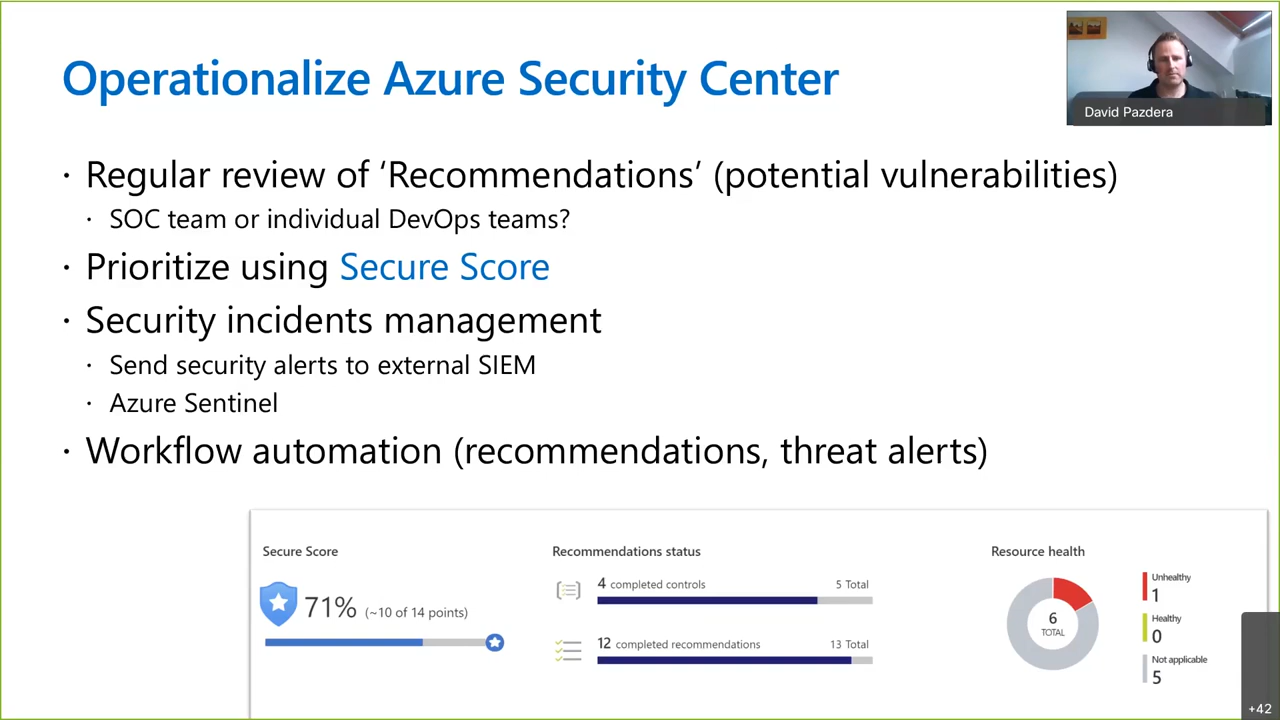 Operationalize Azure Security Center
David Pazdera
· Regular review of ‘Recommendations’ (potential vulnerabilities)
· SOC team or individual DevOps teams?
· Prioritize using Secure Score
· Security incidents management
· Send security alerts to external SIEM
· Azure Sentinel
· Workflow automation (recommendations, threat alerts)
Secure Score
71% (~10 of 14 points)
Recommendations status
4 completed controls 5 Total
12 completed recommendations 13 Total
Resource health
6
TOTAL
Unhealthy
1
Healthy
0
Not applicable
5
+42